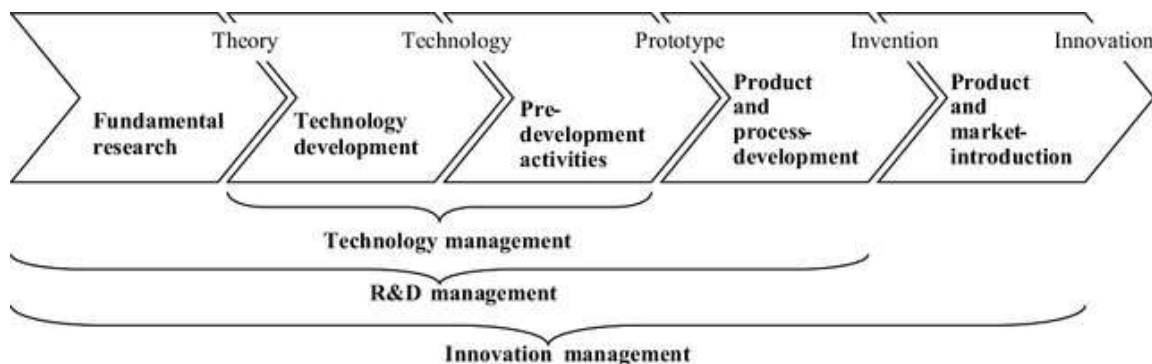 Theory Technology Prototype Invention Innovation
Fundamental
research
Technology
development
Pre-
development
activities
Product
and
process-
development
Product
and
market-
introduction
Technology management
R&D management
Innovation management